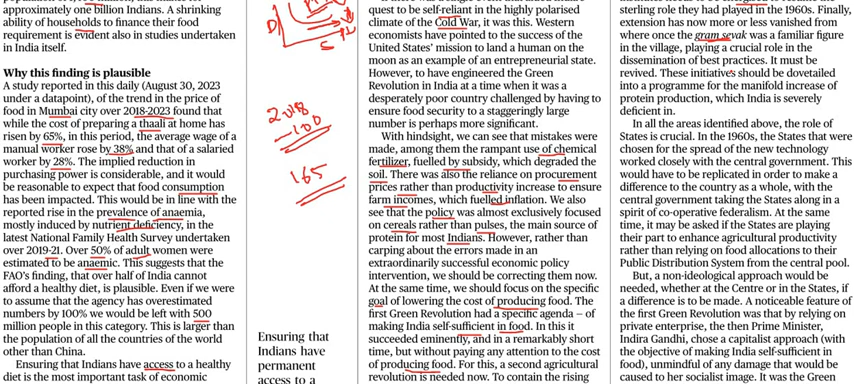 approximately one billion Indians. A shrinking
ability of households to finance their food
requirement is evident also in studies undertaken
in India itself.
Why this finding is plausible
A study reported in this daily (August 30, 2023
under a datapoint), of the trend in the price of
food in Mumbai city over 2018-2023 found that
while the cost of preparing a thaali at home has
risen by 65%, in this period, the average wage of a
manual worker rose by 38% and that of a salaried
worker by 28%. The implied reduction in
purchasing power is considerable, and it would
be reasonable to expect that food consumption
has been impacted. This would be in line with the
reported rise in the prevalence of anaemia,
mostly induced by nutrient deficiency, in the
latest National Family Health Survey undertaken
over 2019-21. Over 50% of adult women were
estimated to be anaemic. This suggests that the
FAO's finding, that over half of India cannot
afford a healthy diet, is plausible. Even if we were
to assume that the agency has overestimated
numbers by 100% we would be left with 500
million people in this category. This is larger than
the population of all the countries of the world
other than China.
Ensuring that Indians have access to a healthy
diet is the most important task of economic
D
S
2018
100
165
Ensuring that
Indians have
permanent
access to a
quest to be self-reliant in the highly polarised
climate of the Cold War, it was this. Western
economists have pointed to the success of the
United States' mission to land a human on the
moon as an example of an entrepreneurial state.
However, to have engineered the Green
Revolution in India at a time when it was a
desperately poor country challenged by having to
ensure food security to a staggeringly large
number is perhaps more significant.
With hindsight, we can see that mistakes were
made, among them the rampant use of chemical
fertilizer, fuelled by subsidy, which degraded the
soil. There was also the reliance on procurement
prices rather than productivity increase to ensure
farm incomes, which fuelled inflation. We also
see that the policy was almost exclusively focused
on cereals rather than pulses, the main source of
protein for most Indians. However, rather than
carping about the errors made in an
extraordinarily successful economic policy
intervention, we should be correcting them now.
At the same time, we should focus on the specific
goal of lowering the cost of producing food. The
first Green Revolution had a specific agenda — of
making India self-sufficient in food. In this it
succeeded eminently, and in a remarkably short
time, but without paying any attention to the cost
of producing food. For this, a second agricultural
revolution is needed now. To contain the rising
sterling role they had played in the 1960s. Finally,
extension has now more or less vanished from
where once the gram sevak was a familiar figure
in the village, playing a crucial role in the
dissemination of best practices. It must be
revived. These initiatives should be dovetailed
into a programme for the manifold increase of
protein production, which India is severely
deficient in.
In all the areas identified above, the role of
States is crucial. In the 1960s, the States that were
chosen for the spread of the new technology
worked closely with the central government. This
would have to be replicated in order to make a
difference to the country as a whole, with the
central government taking the States along in a
spirit of co-operative federalism. At the same
time, it may be asked if the States are playing
their part to enhance agricultural productivity
rather than relying on food allocations to their
Public Distribution System from the central pool.
But, a non-ideological approach would be
needed, whether at the Centre or in the States, if
a difference is to be made. A noticeable feature of
the first Green Revolution was that by relying on
private enterprise, the then Prime Minister,
Indira Gandhi, chose a capitalist approach (with
the objective of making India self-sufficient in
food), unmindful of any damage that would be
caused to her socialist image. It was the Green